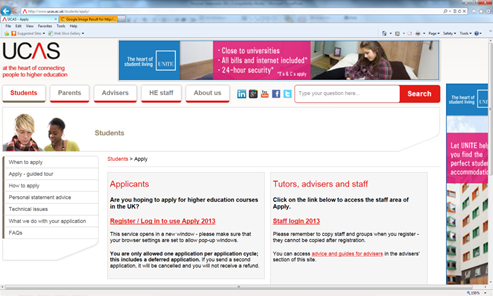 http://www.ucas.ac.uk/students/apply/
UCAS - Apply
Google Image Result for http:/...
File Edit View Favorites Tools Help
Suggested Sites Web Slice Gallery
Page Safety Tools
UCAS
at the heart of connecting
people to higher education
The heart of
student living
UNITE
• Close to universities
• All bills and internet included*
• 24-hour security*
*T's & C's apply
Students
Parents
Advisers
HE staff
About us
Type your question here...
Search
The heart of
student living
UNITE
Students
Let UNITE help
you find the
perfect student
accommodation
When to apply
Apply - guided tour
How to apply
Personal statement advice
Technical issues
What we do with your application
FAQs
Students > Apply
Applicants
Are you hoping to apply for higher education courses
in the UK?
Register / Log in to use Apply 2013
This service opens in a new window - please make sure that
your browser settings are set to allow pop-up windows.
You are only allowed one application per application cycle;
this includes a deferred application. If you send a second
application, it will be cancelled and you will not receive a refund.
Tutors, advisers and staff
Click on the link below to access the staff area of
Apply.
Staff login 2013
Please remember to copy staff and groups when you register -
they cannot be copied after registration.
You can access advice and guides for advisers in the advisers'
section of this site.